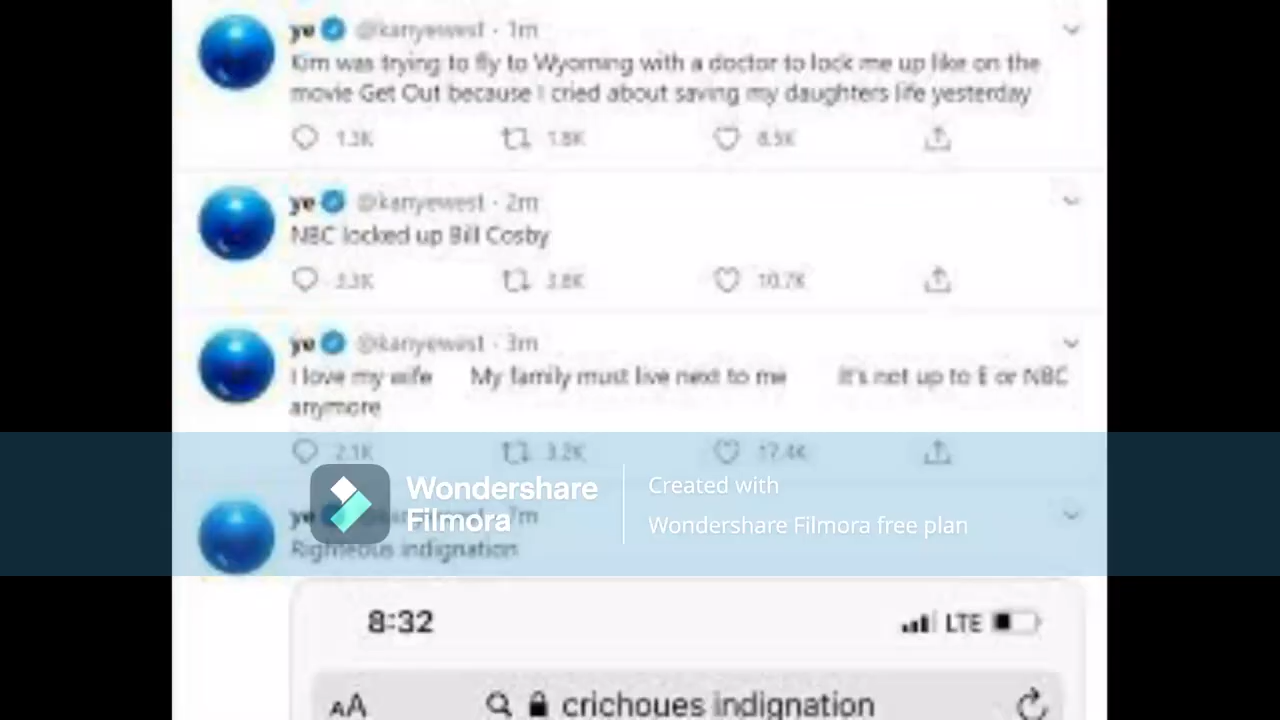 ye @kanyewest · 1m
Kim was trying to fly to Wyoming with a doctor to lock me up like on the
movie Get Out because I cried about saving my daughters life yesterday
1.3K 1.8K 8.5K
ye @kanyewest · 2m
NBC locked up Bill Cosby
3.3K 3.8K 10.7K
ye @kanyewest · 3m
I love my wife My family must live next to me It's not up to E or NBC
anymore
2.1K 3.2K 17.4K
Wondershare
Filmora
Created with
Wondershare Filmora free plan
ye 7m
Righteous indignation
8:32 LTE
AA crichoues indignation